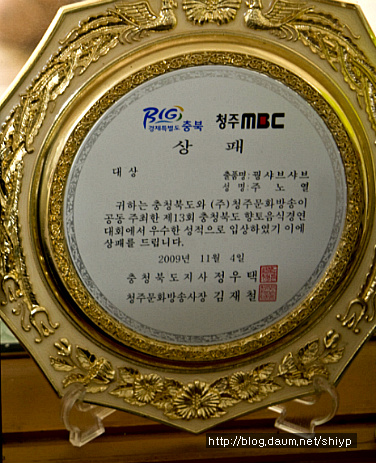 BIG 충북 청주MBC
경제특별도
상 패
대 상 출품명:꿩샤브샤브
성 명:주 노 열
귀하는 충청북도와 (주)청주문화방송이
공동 주최한 제13회 충청북도 향토음식경연
대회에서 우수한 성적으로 입상하였기 이에
상패를 드립니다.
2009년 11월 4일
충청북도지사 정우택
청주문화방송사장 김재철
http://blog.daum.net/shiyp